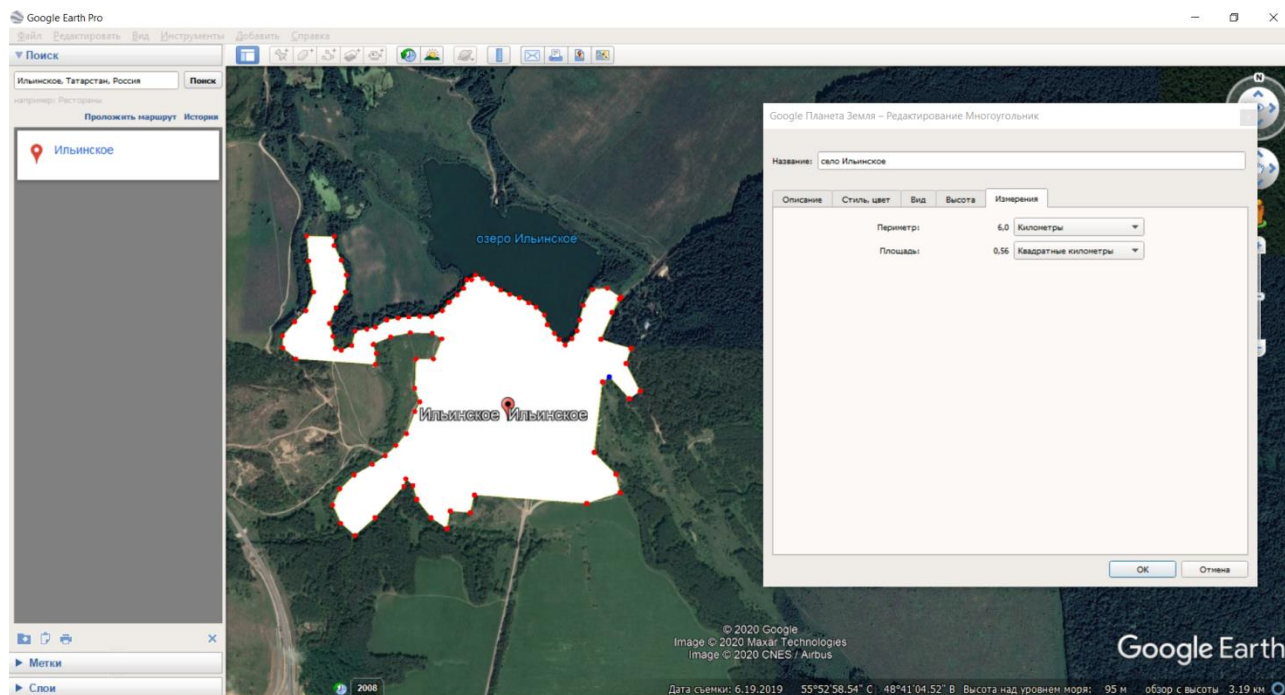 Google Earth Pro
Файл Редактировать Вид Инструменты Добавить Справка
Поиск
Ильинское, Татарстан, Россия Поиск
например: Рестораны
Проложить маршрут История
Ильинское
Google Планета Земля – Редактирование Многоугольник
Название: село Ильинское
Описание Стиль, цвет Вид Высота Измерения
Периметр: 6,0 Километры
Площадь: 0,56 Квадратные километры
ОК Отмена
N
озеро Ильинское
Ильинское Ильинское
© 2020 Google
Image © 2020 Maxar Technologies
Image © 2020 CNES / Airbus
Google Earth
Метки
Слои
2008
Дата съемки: 6.19.2019 55°52'58.54" С 48°41'04.52" В Высота над уровнем моря: 95 м обзор с высоты 3.19 км